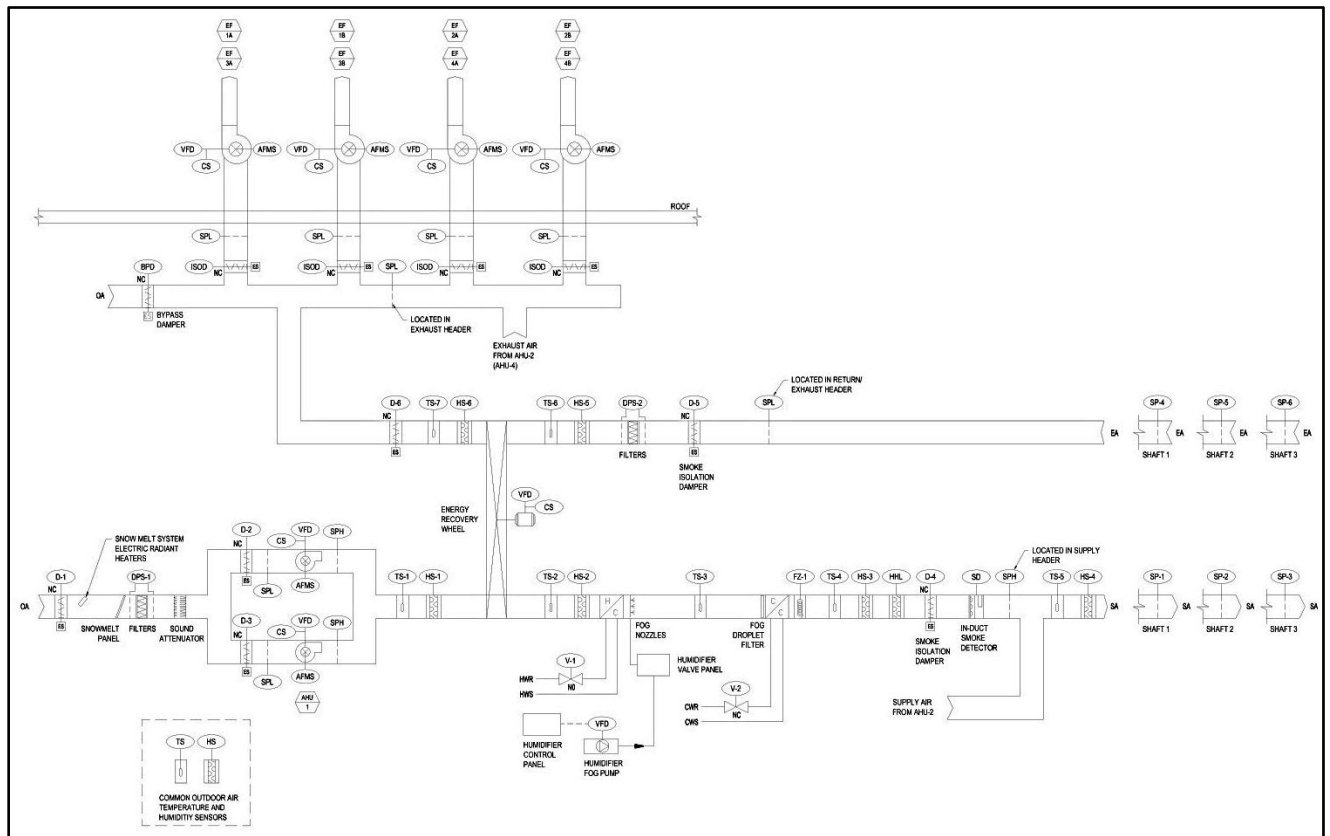 EF
1A
EF
1B
EF
2A
EF
2B
EF
3A
EF
3B
EF
4A
EF
4B
VFD
AFMS
VFD
AFMS
VFD
AFMS
VFD
AFMS
CS
CS
CS
CS
ROOF
SPL
SPL
SPL
SPL
BPD
ISOD
ES
ISOD
ES
SPL
ISOD
ES
ISOD
ES
NC
NC
NC
NC
NC
OA
ES
BYPASS
DAMPER
LOCATED IN
EXHAUST HEADER
EXHAUST AIR
FROM AHU-2
(AHU-4)
LOCATED IN RETURN/
EXHAUST HEADER
D-6
TS-7
HS-6
TS-6
HS-5
DPS-2
D-5
SPL
SP-4
SP-5
SP-6
NC
NC
EA
EA
EA
EA
ES
FILTERS
ES
SHAFT 1
SHAFT 2
SHAFT 3
SMOKE
ISOLATION
DAMPER
ENERGY
RECOVERY
WHEEL
VFD
CS
SNOW MELT SYSTEM
ELECTRIC RADIANT
HEATERS
D-2
VFD
SPH
CS
NC
LOCATED IN
SUPPLY
HEADER
D-1
DPS-1
ES
SPL
AFMS
TS-1
HS-1
TS-2
HS-2
TS-3
FZ-1
TS-4
HS-3
HHL
D-4
SD
SPH
TS-5
HS-4
SP-1
SP-2
SP-3
NC
NC
OA
H
C
A
A
A
C
C
SA
SA
SA
SA
ES
SNOWMELT
PANEL
FILTERS
SOUND
ATTENUATOR
D-3
VFD
SPH
CS
NC
ES
SPL
AFMS
AHU
1
FOG
NOZZLES
FOG
DROPLET
FILTER
ES
SMOKE
ISOLATION
DAMPER
IN-DUCT
SMOKE
DETECTOR
SHAFT 1
SHAFT 2
SHAFT 3
V-1
HWR
HWS
NO
HUMIDIFIER
VALVE PANEL
V-2
CWR
CWS
NC
SUPPLY AIR
FROM AHU-2
HUMIDIFIER
CONTROL
PANEL
VFD
HUMIDIFIER
FOG PUMP
TS
HS
COMMON OUTDOOR AIR
TEMPERATURE AND
HUMIDITIY SENSORS